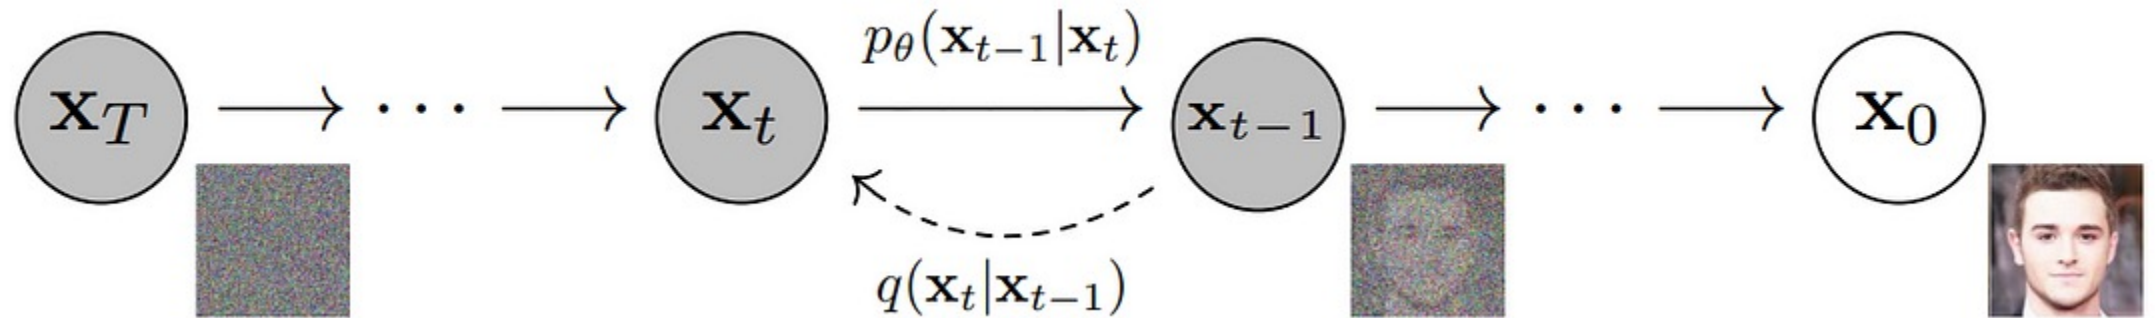 p_θ(x_{t−1}|x_t)
x_T → ··· → x_t → x_{t−1} → ··· → x_0
q(x_t|x_{t−1})